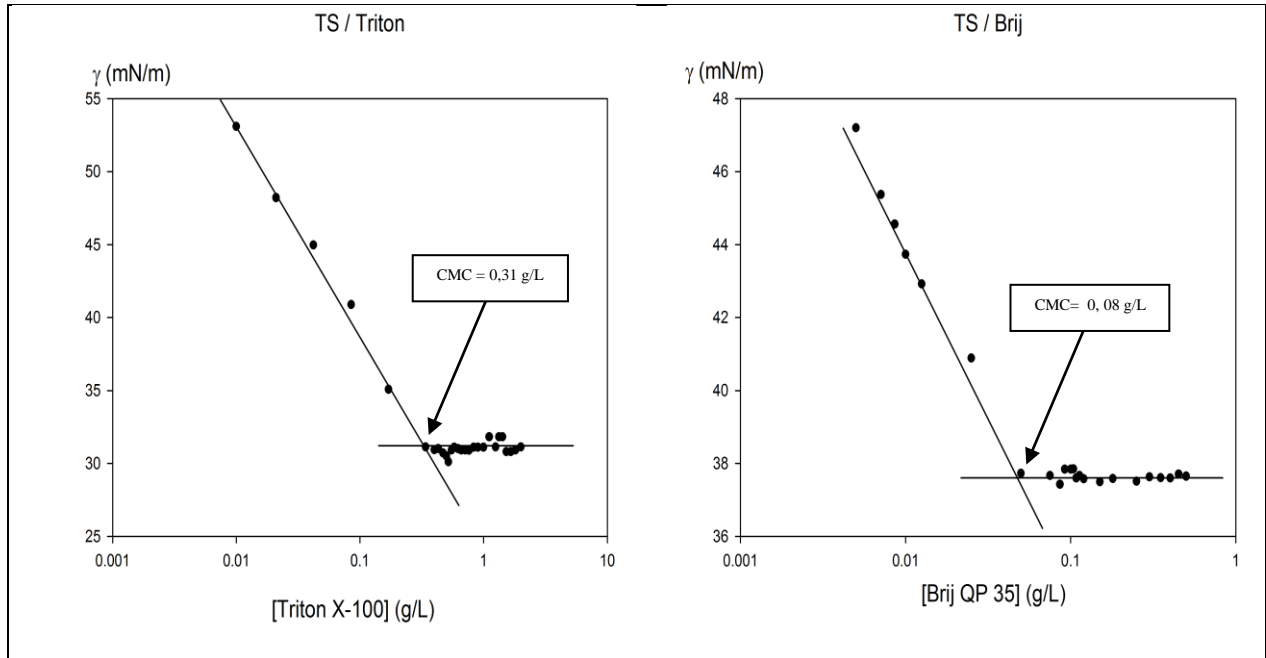 TS / Triton
γ (mN/m)
55
50
45
40
35
30
25
CMC = 0,31 g/L
0.001
0.01
0.1
1
10
[Triton X-100] (g/L)
TS / Brij
γ (mN/m)
48
46
44
42
40
38
36
CMC= 0, 08 g/L
0.001
0.01
0.1
1
[Brij QP 35] (g/L)